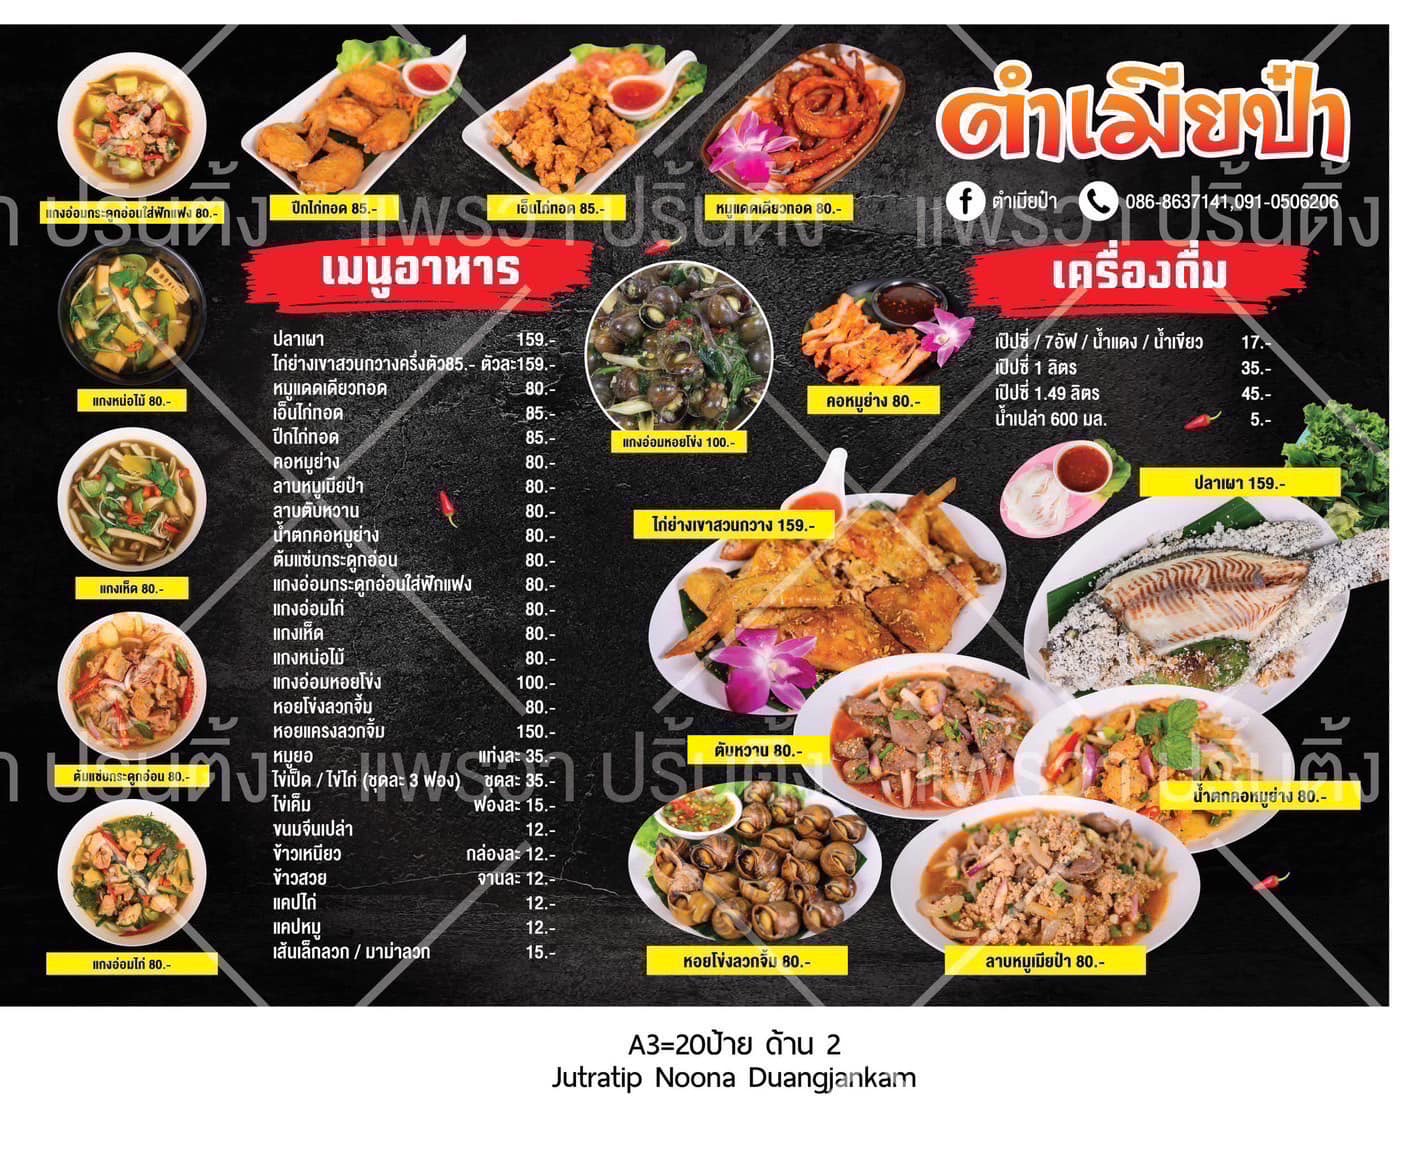 ตำเมียป๋า
ตำเมียป๋า 086-8637141,091-0506206
แกงอ่อมกระดูกอ่อนใส่ฟักแฟง 80.-
ปีกไก่ทอด 85.-
เอ็นไก่ทอด 85.-
หมูแดดเดียวทอด 80.-
แกงหน่อไม้ 80.-
แกงเห็ด 80.-
ต้มแซ่บกระดูกอ่อน 80.-
แกงอ่อมไก่ 80.-
เมนูอาหาร
ปลาเผา 159.-
ไก่ย่างเขาสวนกวางครึ่งตัว85.- ตัวละ159.-
หมูแดดเดียวทอด 80.-
เอ็นไก่ทอด 85.-
ปีกไก่ทอด 85.-
คอหมูย่าง 80.-
ลาบหมูเมียป๋า 80.-
ลาบตับหวาน 80.-
น้ำตกคอหมูย่าง 80.-
ต้มแซ่บกระดูกอ่อน 80.-
แกงอ่อมกระดูกอ่อนใส่ฟักแฟง 80.-
แกงอ่อมไก่ 80.-
แกงเห็ด 80.-
แกงหน่อไม้ 80.-
แกงอ่อมหอยโข่ง 100.-
หอยโข่งลวกจิ้ม 80.-
หอยแครงลวกจิ้ม 150.-
หมูยอ แท่งละ 35.-
ไข่เป็ด / ไข่ไก่ (ชุดละ 3 ฟอง) ชุดละ 35.-
ไข่เค็ม ฟองละ 15.-
ขนมจีนเปล่า 12.-
ข้าวเหนียว กล่องละ 12.-
ข้าวสวย จานละ 12.-
แคปไก่ 12.-
แคปหมู 12.-
เส้นเล็กลวก / มาม่าลวก 15.-
แกงอ่อมหอยโข่ง 100.-
คอหมูย่าง 80.-
เครื่องดื่ม
เป๊ปซี่ / 7อัฟ / น้ำแดง / น้ำเขียว 17.-
เป๊ปซี่ 1 ลิตร 35.-
เป๊ปซี่ 1.49 ลิตร 45.-
น้ำเปล่า 600 มล. 5.-
ปลาเผา 159.-
ไก่ย่างเขาสวนกวาง 159.-
ตับหวาน 80.-
น้ำตกคอหมูย่าง 80.-
หอยโข่งลวกจิ้ม 80.-
ลาบหมูเมียป๋า 80.-
แพรวา ปริ้นติ้ง
แพรวา ปริ้นติ้ง
A3=20ป้าย ด้าน 2
Jutratip Noona Duangjankam